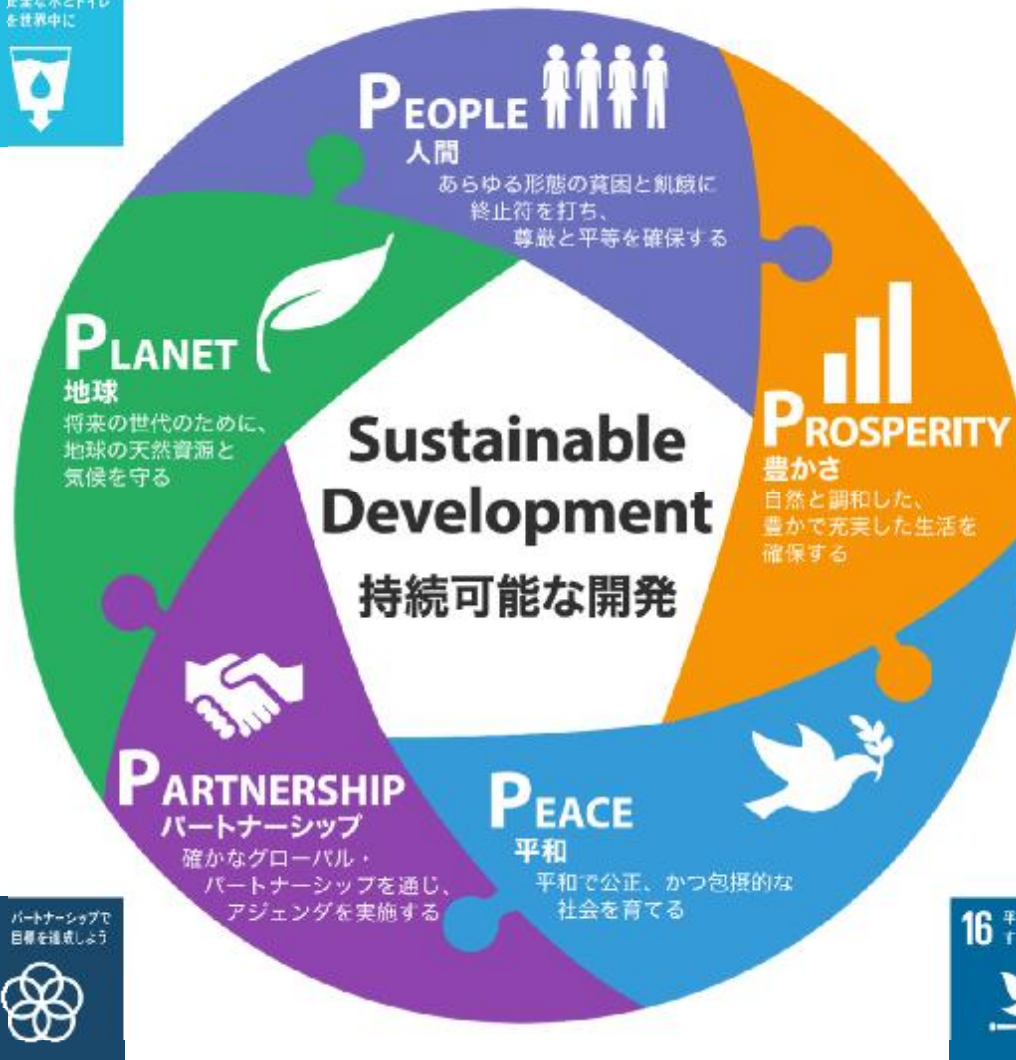 を世界中に
PEOPLE
人間
あらゆる形態の貧困と飢餓に
終止符を打ち、
尊厳と平等を確保する
PLANET
地球
将来の世代のために、
地球の天然資源と
気候を守る
Sustainable
Development
持続可能な開発
PROSPERITY
豊かさ
自然と調和した、
豊かで充実した生活を
確保する
PARTNERSHIP
パートナーシップ
確かなグローバル・
パートナーシップを通じ、
アジェンダを実施する
PEACE
平和
平和で公正、かつ包摂的な
社会を育てる
パートナーシップで
目標を達成しよう
16